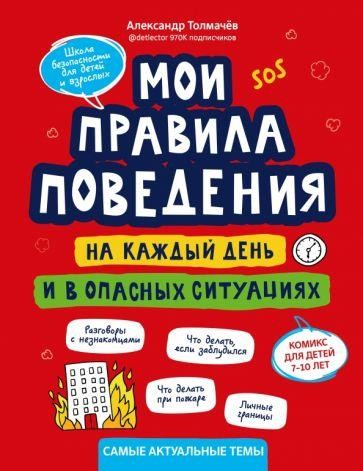 Александр Толмачёв
@detlector 970K подписчиков
Школа
безопасности
для детей
и взрослых
SOS
МОИ
ПРАВИЛА
ПОВЕДЕНИЯ
НА КАЖДЫЙ ДЕНЬ
И В ОПАСНЫХ СИТУАЦИЯХ
Разговоры
с незнакомцами
Что делать,
если заблудился
КОМИКС
ДЛЯ ДЕТЕЙ
7-10 ЛЕТ
Что делать
при пожаре
Личные
границы
САМЫЕ АКТУАЛЬНЫЕ ТЕМЫ